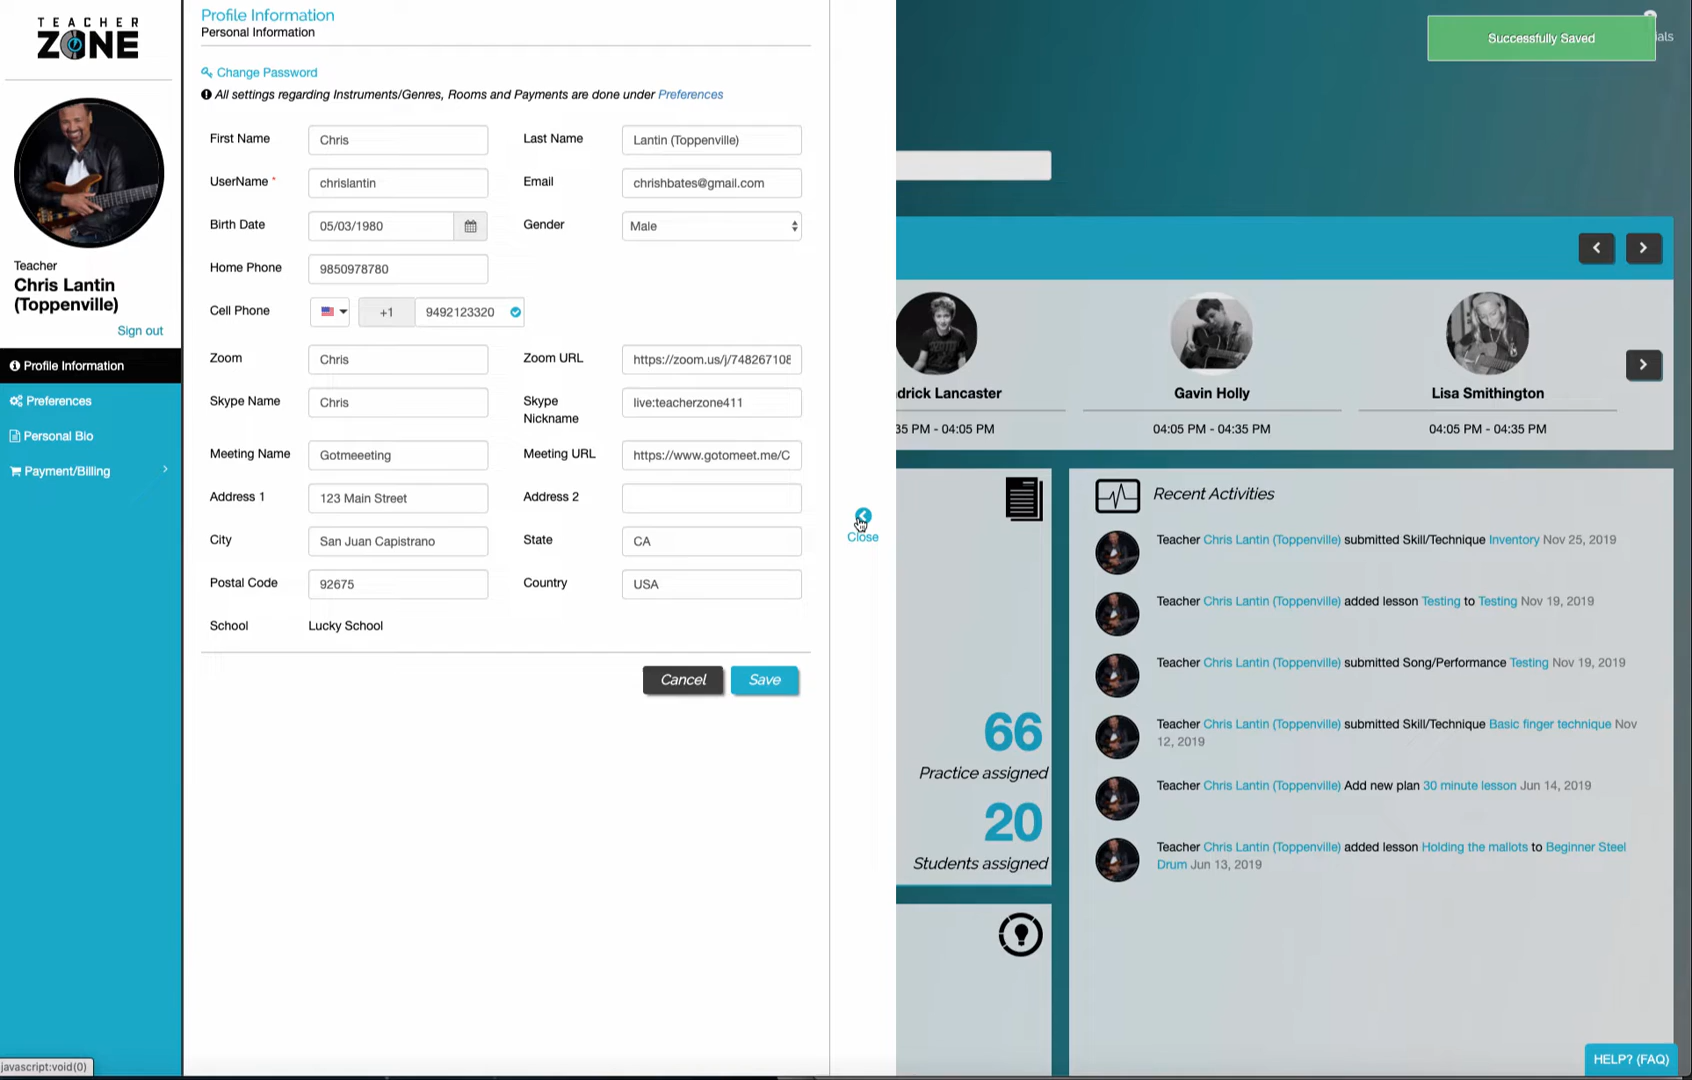 TEACHER
ZONE
Teacher
Chris Lantin
(Toppenville)
Sign out
Profile Information
Preferences
Personal Bio
Payment/Billing
javascript:void(0)
Profile Information
Personal Information
Change Password
All settings regarding Instruments/Genres, Rooms and Payments are done under Preferences
First Name Chris Last Name Lantin (Toppenville)
UserName * chrislantin Email chrishbates@gmail.com
Birth Date 05/03/1980 Gender Male
Home Phone 9850978780
Cell Phone +1 9492123320
Zoom Chris Zoom URL https://zoom.us/j/748267108
Skype Name Chris Skype live:teacherzone411
Nickname
Meeting Name Gotmeeeting Meeting URL https://www.gotomeet.me/C
Address 1 123 Main Street Address 2
City San Juan Capistrano State CA
Postal Code 92675 Country USA
School Lucky School
Cancel Save
Close
Successfully Saved
ials
drick Lancaster Gavin Holly Lisa Smithington
35 PM - 04:05 PM 04:05 PM - 04:35 PM 04:05 PM - 04:35 PM
66
Practice assigned
20
Students assigned
Recent Activities
Teacher Chris Lantin (Toppenville) submitted Skill/Technique Inventory Nov 25, 2019
Teacher Chris Lantin (Toppenville) added lesson Testing to Testing Nov 19, 2019
Teacher Chris Lantin (Toppenville) submitted Song/Performance Testing Nov 19, 2019
Teacher Chris Lantin (Toppenville) submitted Skill/Technique Basic finger technique Nov
12, 2019
Teacher Chris Lantin (Toppenville) Add new plan 30 minute lesson Jun 14, 2019
Teacher Chris Lantin (Toppenville) added lesson Holding the mallots to Beginner Steel
Drum Jun 13, 2019
HELP? (FAQ)